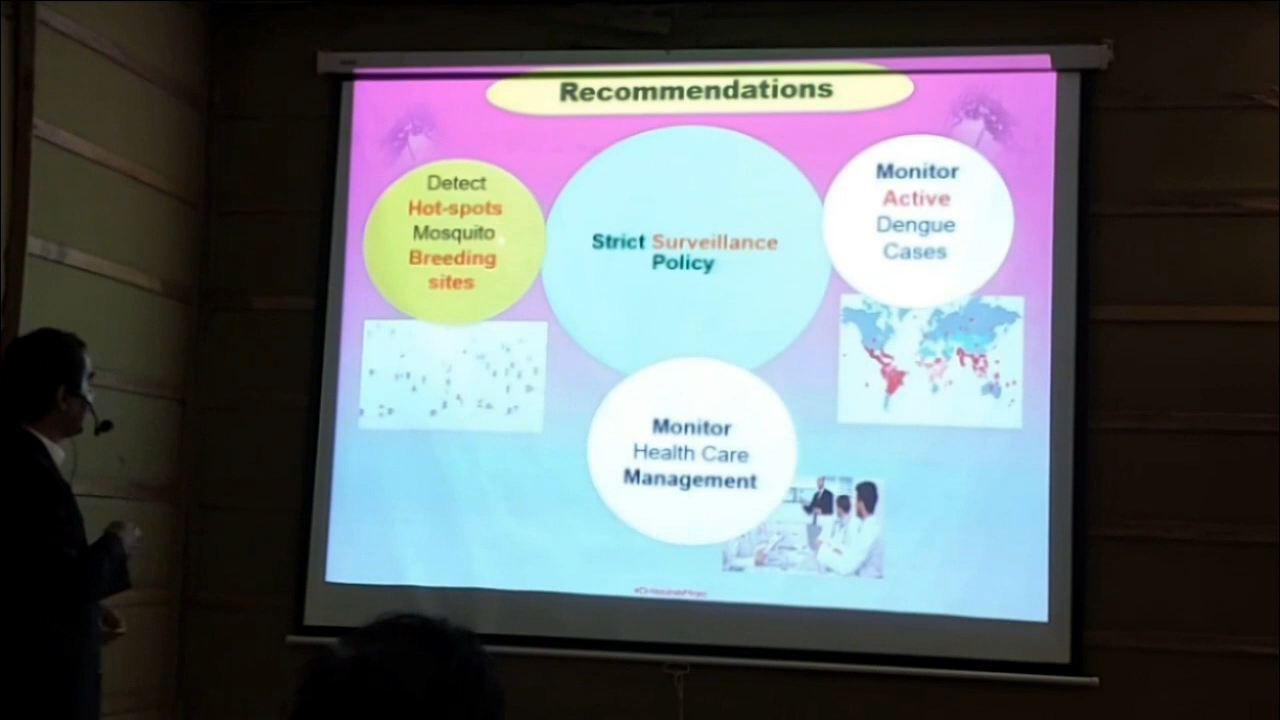 Recommendations
Detect
Hot-spots
Mosquito
Breeding
sites
Strict Surveillance
Policy
Monitor
Active
Dengue
Cases
Monitor
Health Care
Management